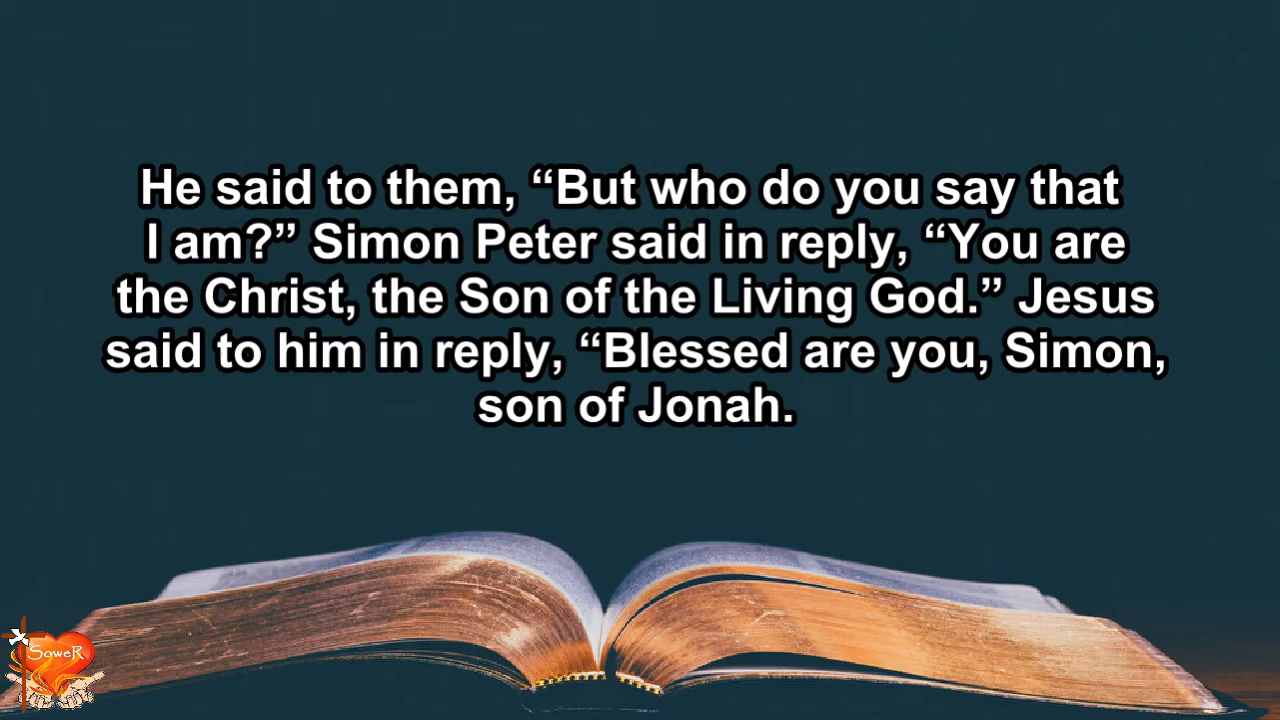 He said to them, “But who do you say that
I am?” Simon Peter said in reply, “You are
the Christ, the Son of the Living God.” Jesus
said to him in reply, “Blessed are you, Simon,
son of Jonah.
SoweR